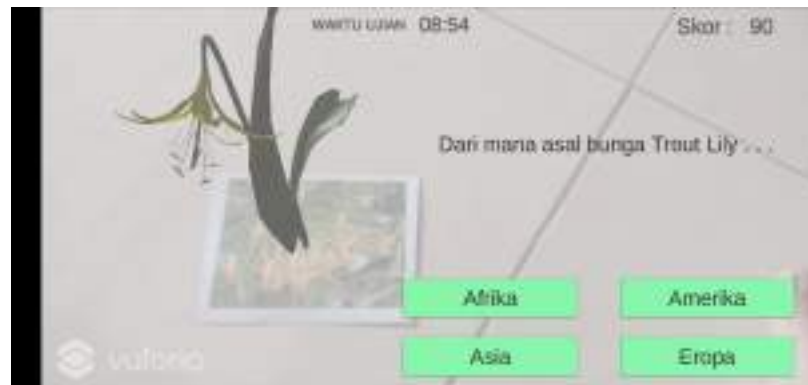 WAKTU UJIAN 08:54
Skor : 90
Dari mana asal bunga Trout Lily . . .
Afrika
Amerika
Asia
Eropa
vuforia